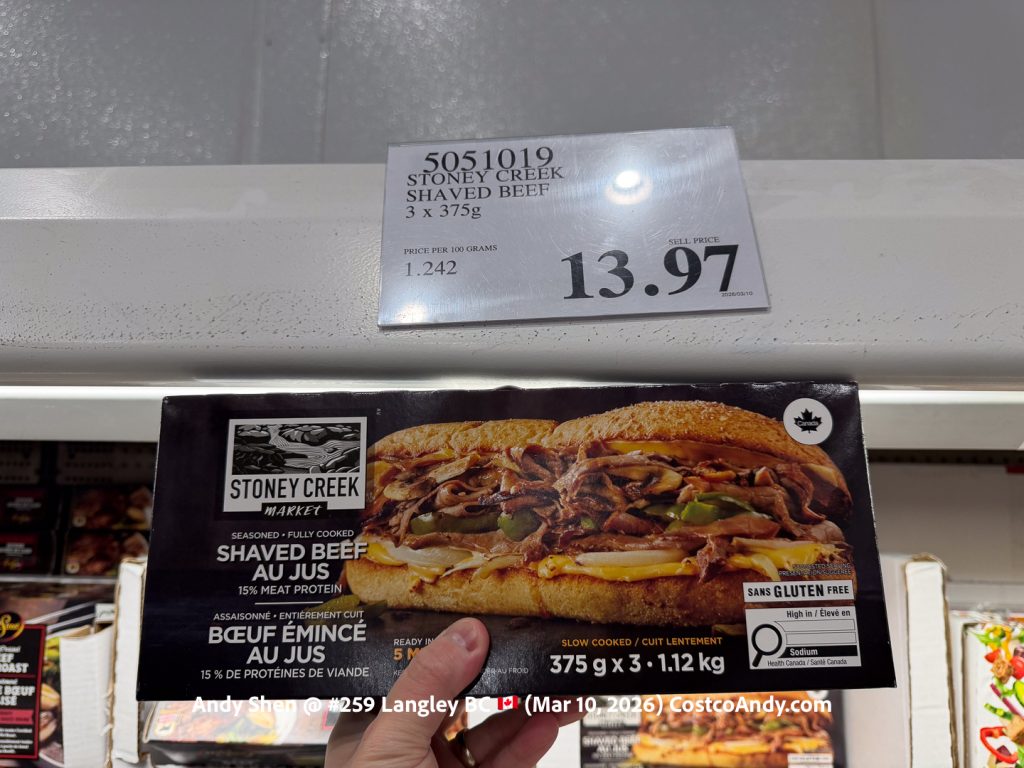 5051019
STONEY CREEK
SHAVED BEEF
3 x 375g
PRICE PER 100 GRAMS
1.242
SELL PRICE
13.97
2026/03/10
Canada
STONEY CREEK
MARKET
SEASONED • FULLY COOKED
SHAVED BEEF
AU JUS
15% MEAT PROTEIN
ASSAISONNÉ • ENTIÈREMENT CUIT
BŒUF ÉMINCÉ
AU JUS
15 % DE PROTÉINES DE VIANDE
READY IN
5 M
SLOW COOKED / CUIT LENTEMENT
375 g x 3 • 1.12 kg
SANS GLUTEN FREE
High in / Élevé en
Sodium
Health Canada / Santé Canada
Andy Shen @ #259 Langley BC🇨🇦 (Mar 10, 2026) CostcoAndy.com